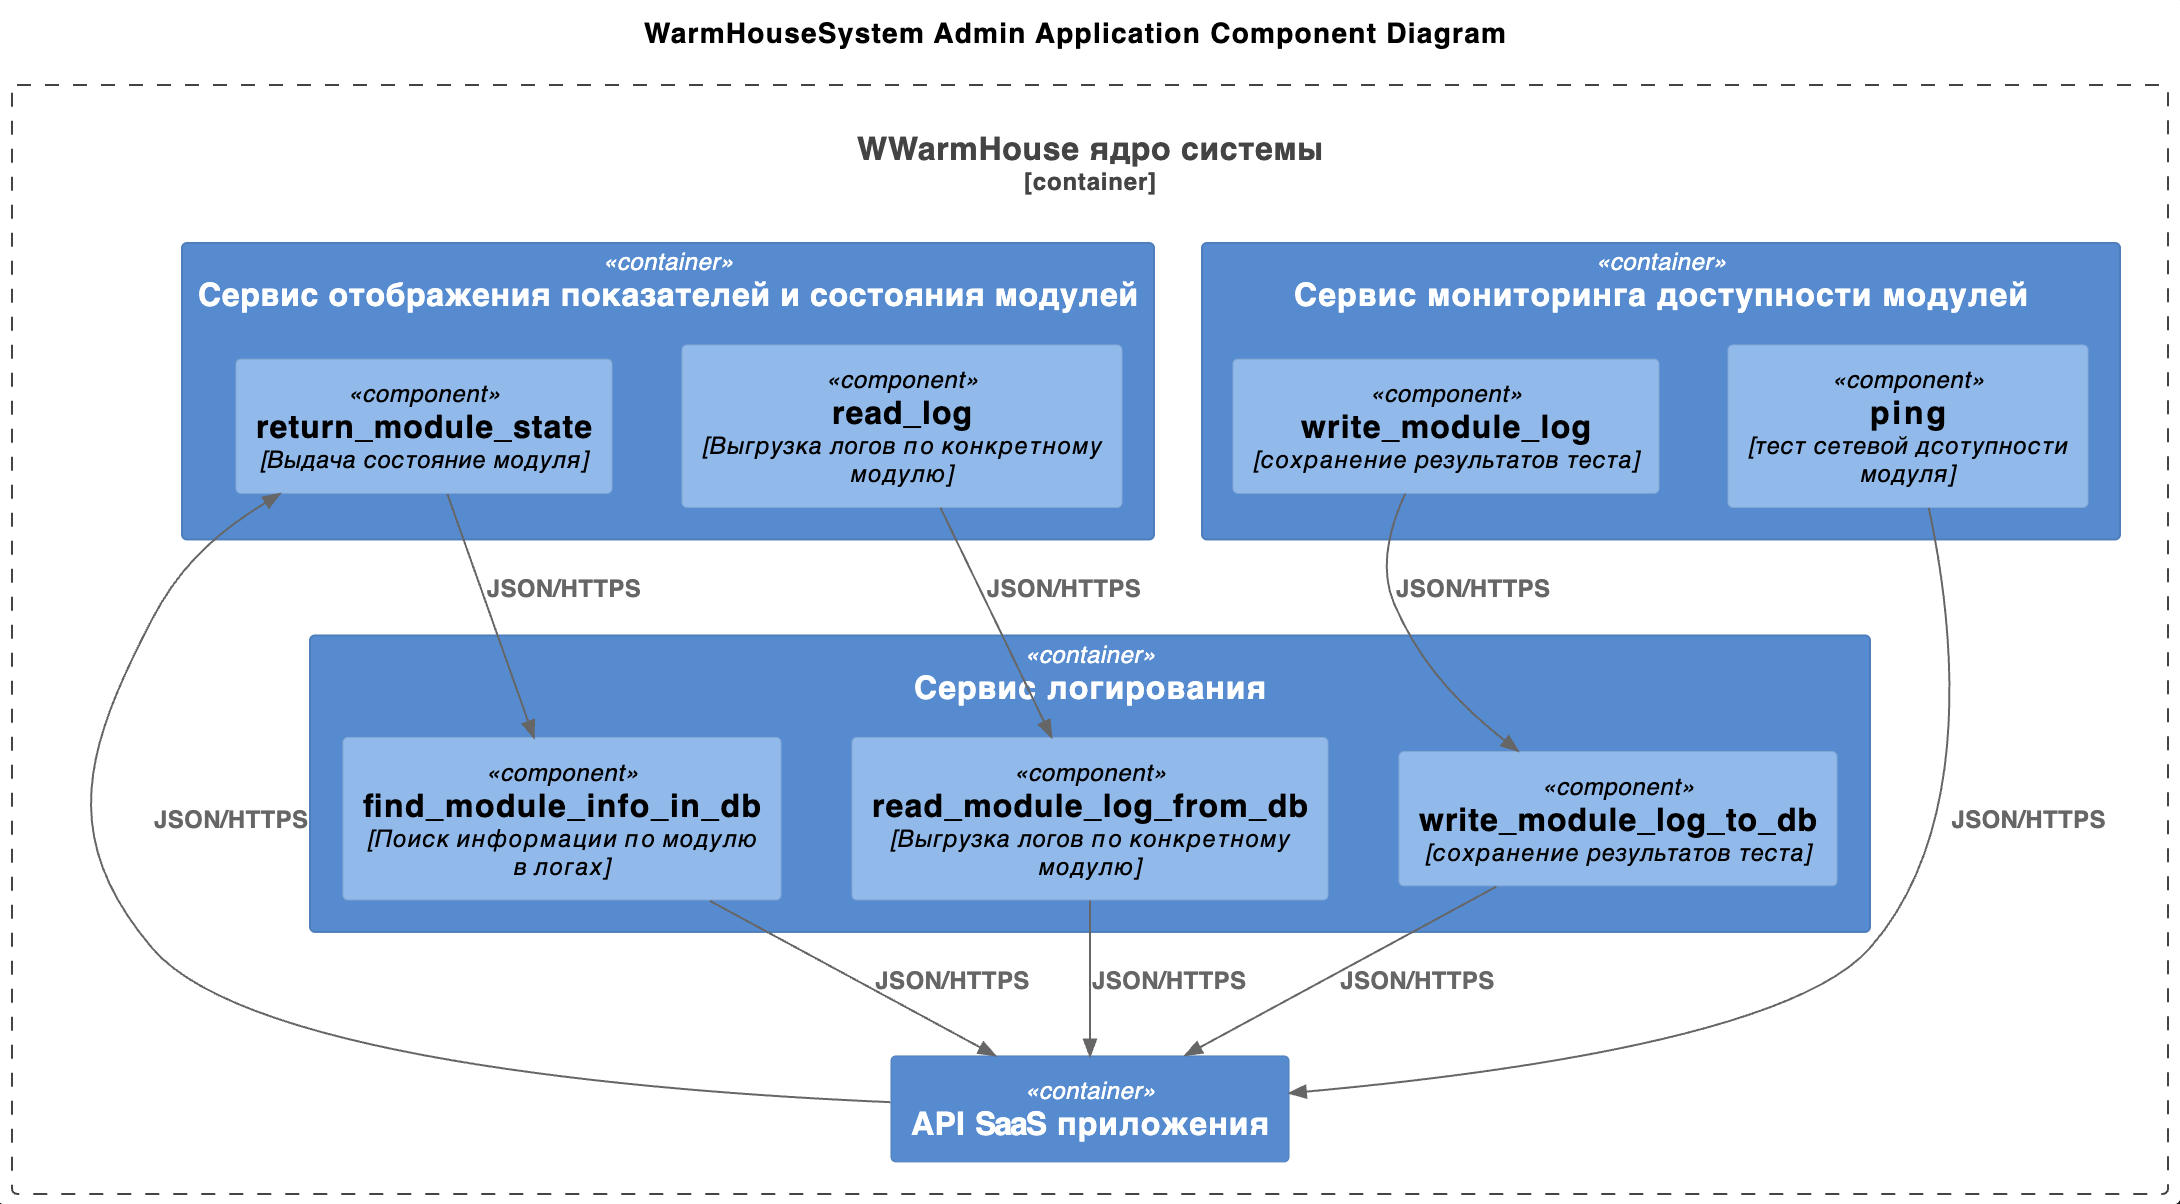 WarmHouseSystem Admin Application Component Diagram
WWarmHouse ядро системы
[container]
«container»
Сервис отображения показателей и состояния модулей
«component»
return_module_state
[Выдача состояние модуля]
«component»
read_log
[Выгрузка логов по конкретному
модулю]
«container»
Сервис мониторинга доступности модулей
«component»
write_module_log
[сохранение результатов теста]
«component»
ping
[тест сетевой дсотупности
модуля]
JSON/HTTPS
JSON/HTTPS
JSON/HTTPS
«container»
Сервис логирования
«component»
find_module_info_in_db
[Поиск информации по модулю
в логах]
«component»
read_module_log_from_db
[Выгрузка логов по конкретному
модулю]
«component»
write_module_log_to_db
[сохранение результатов теста]
JSON/HTTPS
JSON/HTTPS
JSON/HTTPS
JSON/HTTPS
JSON/HTTPS
«container»
API SaaS приложения